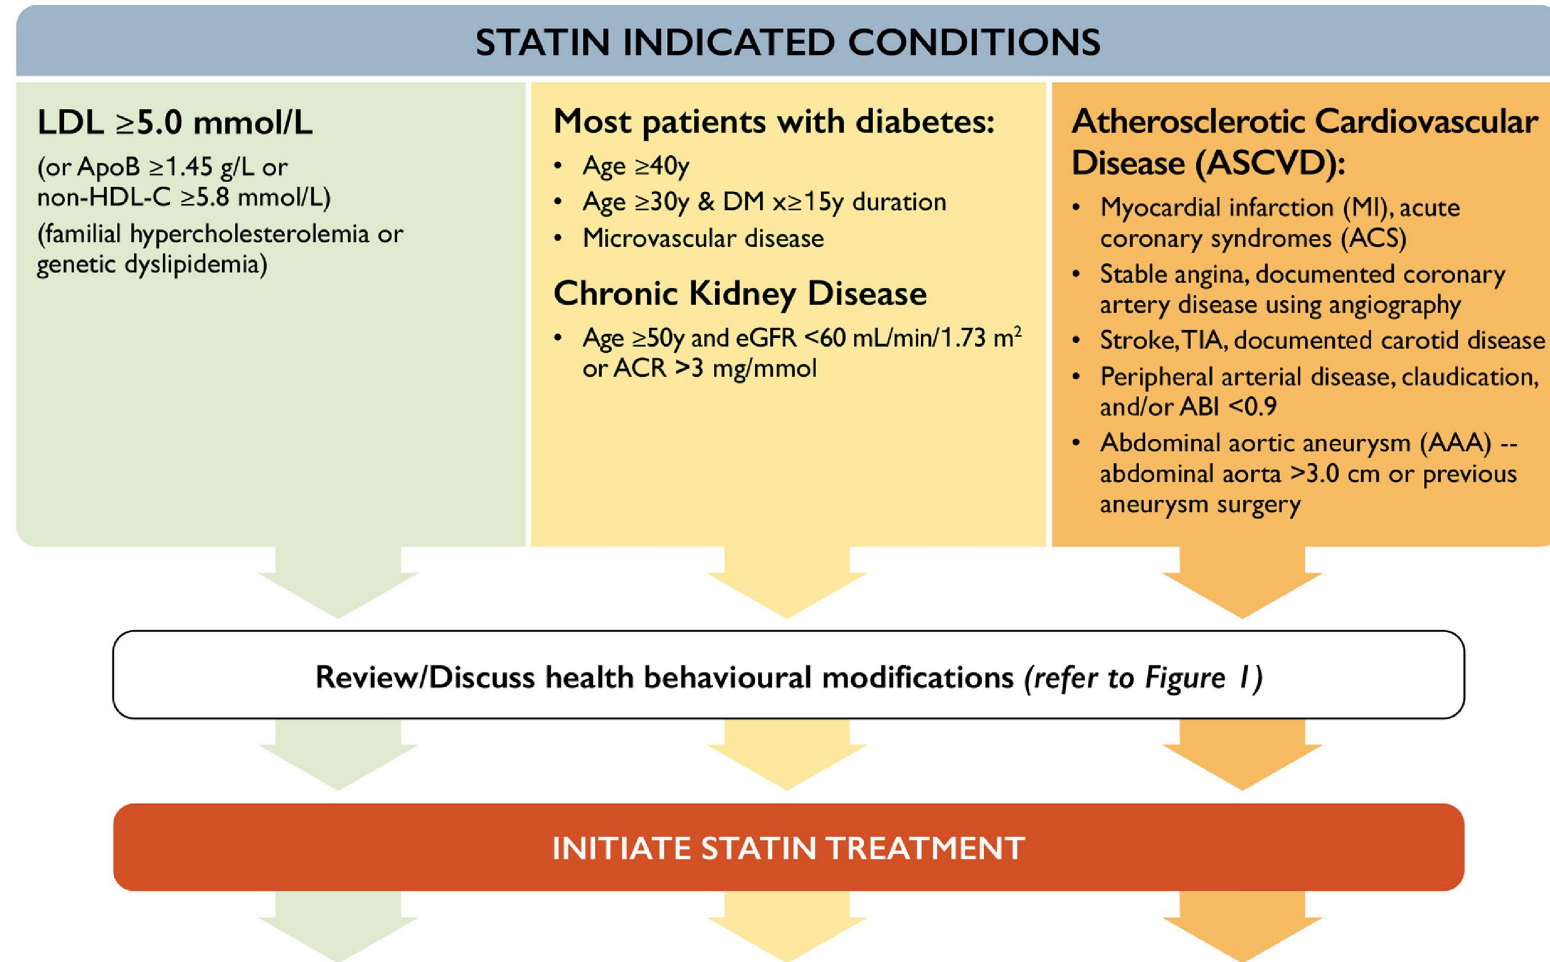 STATIN INDICATED CONDITIONS
LDL ≥5.0 mmol/L
(or ApoB ≥1.45 g/L or
non-HDL-C ≥5.8 mmol/L)
(familial hypercholesterolemia or
genetic dyslipidemia)
Most patients with diabetes:
• Age ≥40y
• Age ≥30y & DM x≥15y duration
• Microvascular disease
Chronic Kidney Disease
• Age ≥50y and eGFR <60 mL/min/1.73 m²
or ACR >3 mg/mmol
Atherosclerotic Cardiovascular
Disease (ASCVD):
• Myocardial infarction (MI), acute
coronary syndromes (ACS)
• Stable angina, documented coronary
artery disease using angiography
• Stroke, TIA, documented carotid disease
• Peripheral arterial disease, claudication,
and/or ABI <0.9
• Abdominal aortic aneurysm (AAA) --
abdominal aorta >3.0 cm or previous
aneurysm surgery
Review/Discuss health behavioural modifications (refer to Figure 1)
INITIATE STATIN TREATMENT